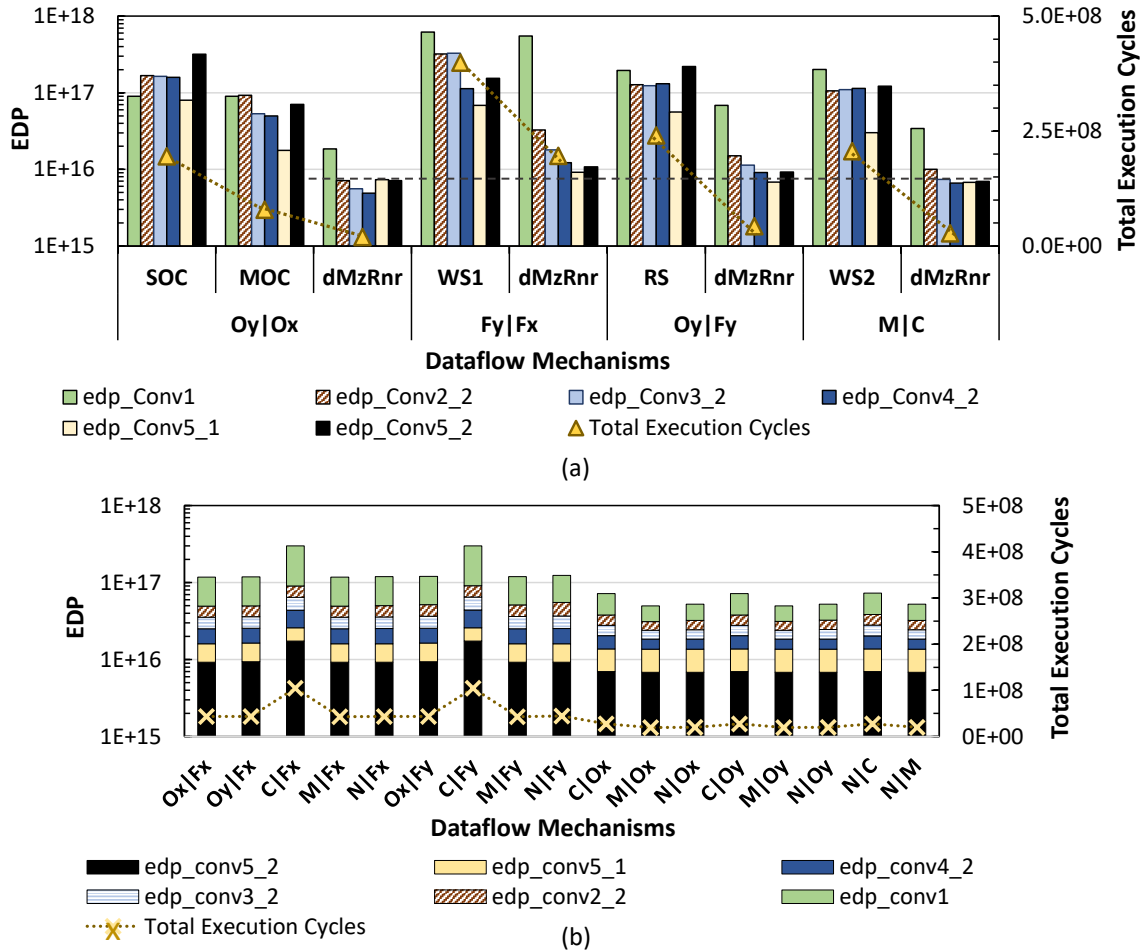 1E+18
1E+17
1E+16
1E+15
EDP
5.0E+08
2.5E+08
0.0E+00
Total Execution Cycles
SOC MOC dMzRnr WS1 dMzRnr RS dMzRnr WS2 dMzRnr
Oy|Ox Fy|Fx Oy|Fy M|C
Dataflow Mechanisms
edp_Conv1 edp_Conv2_2 edp_Conv3_2 edp_Conv4_2
edp_Conv5_1 edp_Conv5_2 Total Execution Cycles
(a)
1E+18
1E+17
1E+16
1E+15
EDP
5E+08
4E+08
3E+08
2E+08
1E+08
0E+00
Total Execution Cycles
Ox|Fx Oy|Fx C|Fx M|Fx N|Fx Ox|Fy C|Fy M|Fy N|Fy C|Ox M|Ox N|Ox C|Oy M|Oy N|Oy N|C N|M
Dataflow Mechanisms
edp_conv5_2 edp_conv5_1 edp_conv4_2
edp_conv3_2 edp_conv2_2 edp_conv1
Total Execution Cycles
(b)